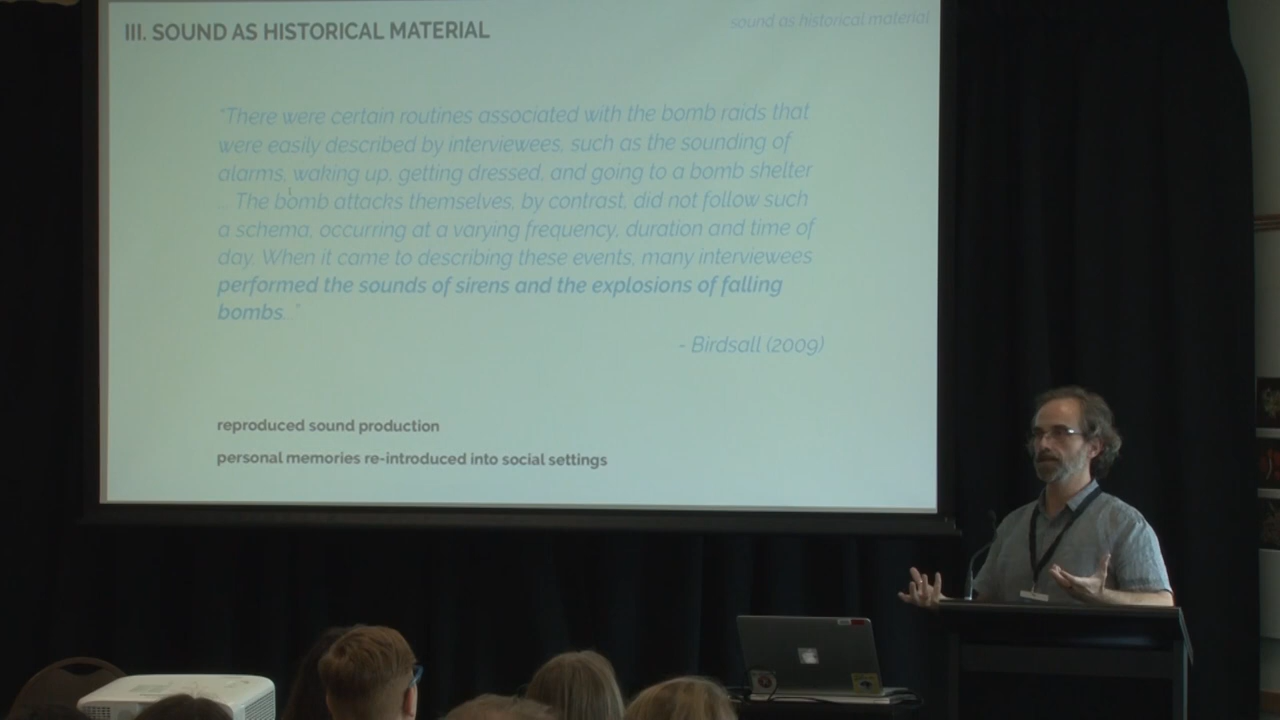 III. SOUND AS HISTORICAL MATERIAL
sound as historical material
"There were certain routines associated with the bomb raids that
were easily described by interviewees, such as the sounding of
alarms, waking up, getting dressed, and going to a bomb shelter
... The bomb attacks themselves, by contrast, did not follow such
a schema, occurring at a varying frequency, duration and time of
day. When it came to describing these events, many interviewees
performed the sounds of sirens and the explosions of falling
bombs..."
- Birdsall (2009)
reproduced sound production
personal memories re-introduced into social settings